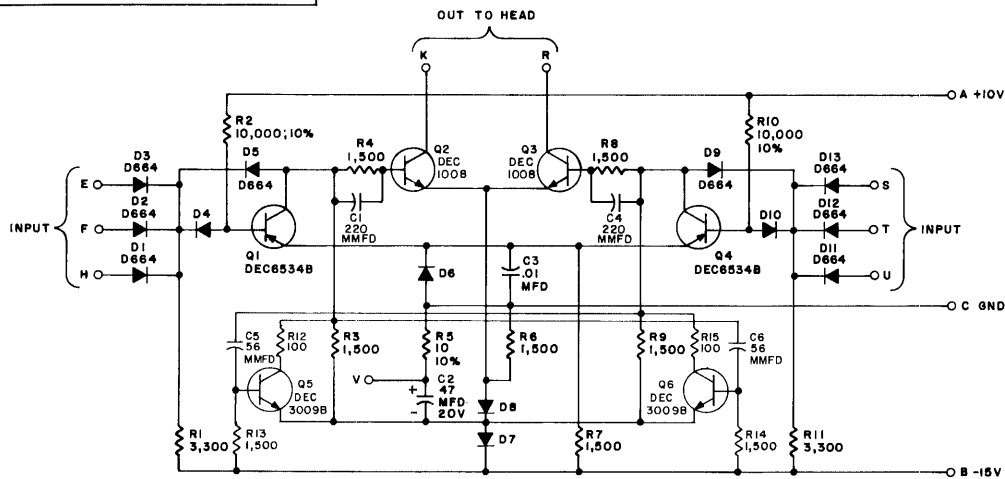 OUT TO HEAD
K
R
A +10V
R2
10,000;10%
R10
10,000
10%
D5
D664
R4
1,500
Q2
DEC
1008
Q3
DEC
1008
R8
1,500
D9
D664
D3
D664
D13
D664
E
S
C1
220
MMFD
C4
220
MMFD
D2
D664
D4
D12
D664
D10
INPUT
F
T
INPUT
D1
D664
D11
D664
H
U
Q1
DEC6534B
Q4
DEC6534B
D6
C3
.01
MFD
C GND
C5
56
MMFD
R12
100
R3
1,500
R5
10
10%
R6
1,500
R9
1,500
R15
100
C6
56
MMFD
Q5
DEC
3009B
V
+
C2
47
MFD
20V
-
D8
Q6
DEC
3009B
R1
3,300
R13
1,500
D7
R7
1,500
R14
1,500
R11
3,300
B -15V